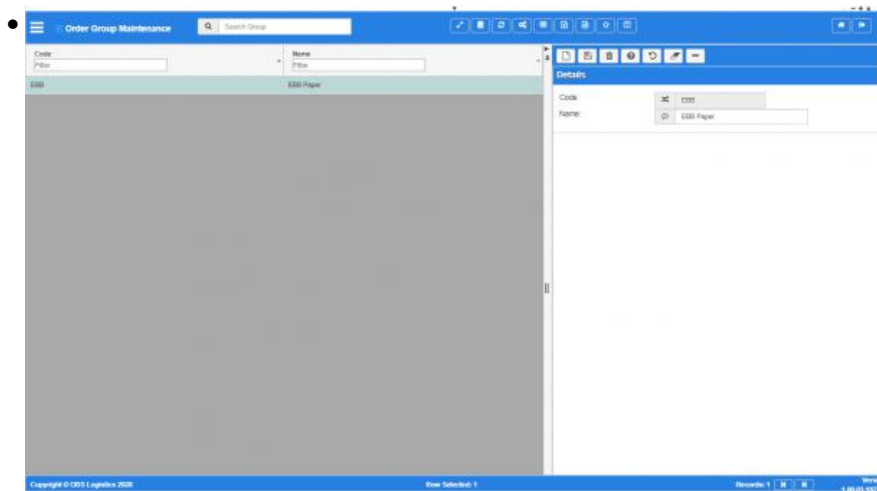 Order Group Maintenance
Search Group
Code
Filter
Name
Filter
EBB
EBB Paper
Details
Code:
EBB
Name:
EBB Paper
Copyright © OBS Logistics 2020
Row Selected: 1
Records: 1